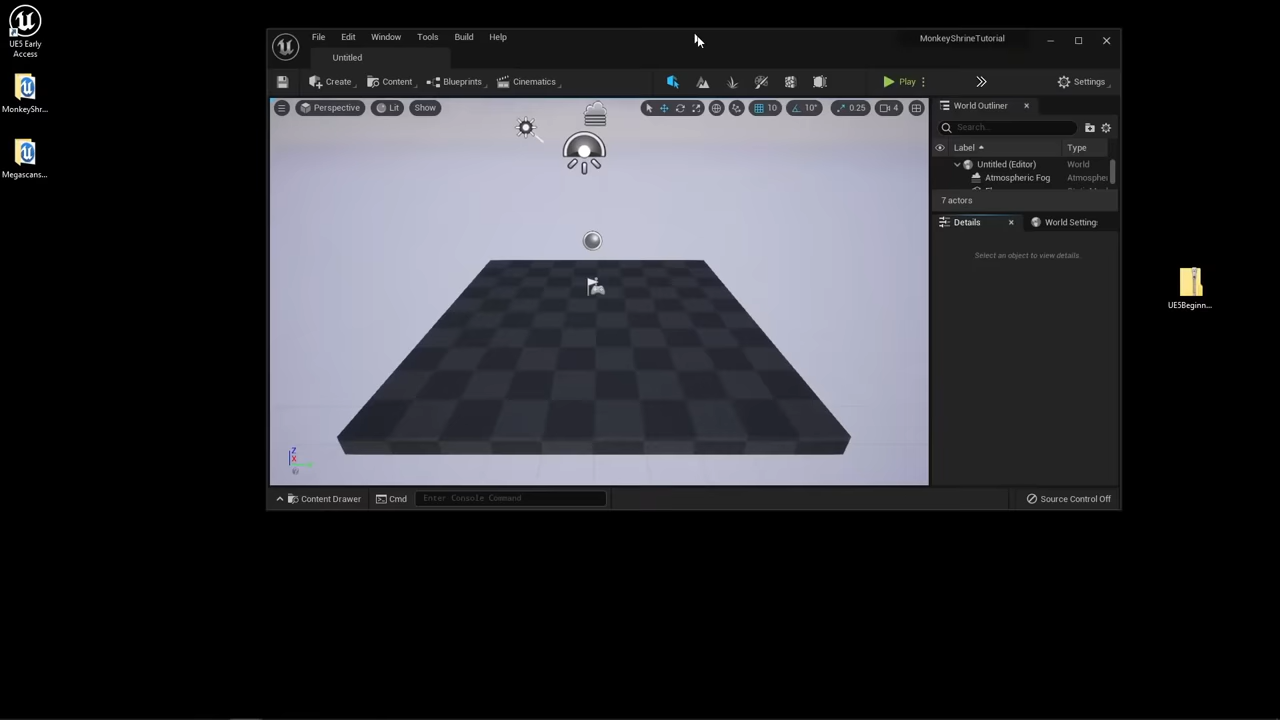 UE5 Early
Access
MonkeyShr...
Megascans...
File Edit Window Tools Build Help
MonkeyShrineTutorial
Untitled
Create Content Blueprints Cinematics Play Settings
Perspective Lit Show 10 10° 0.25 4
World Outliner
Search...
Label Type
Untitled (Editor) World
Atmospheric Fog Atmosphe
7 actors
Details World Setting
Select an object to view details.
Z
X
Content Drawer Cmd Enter Console Command Source Control Off
UE5Beginn...